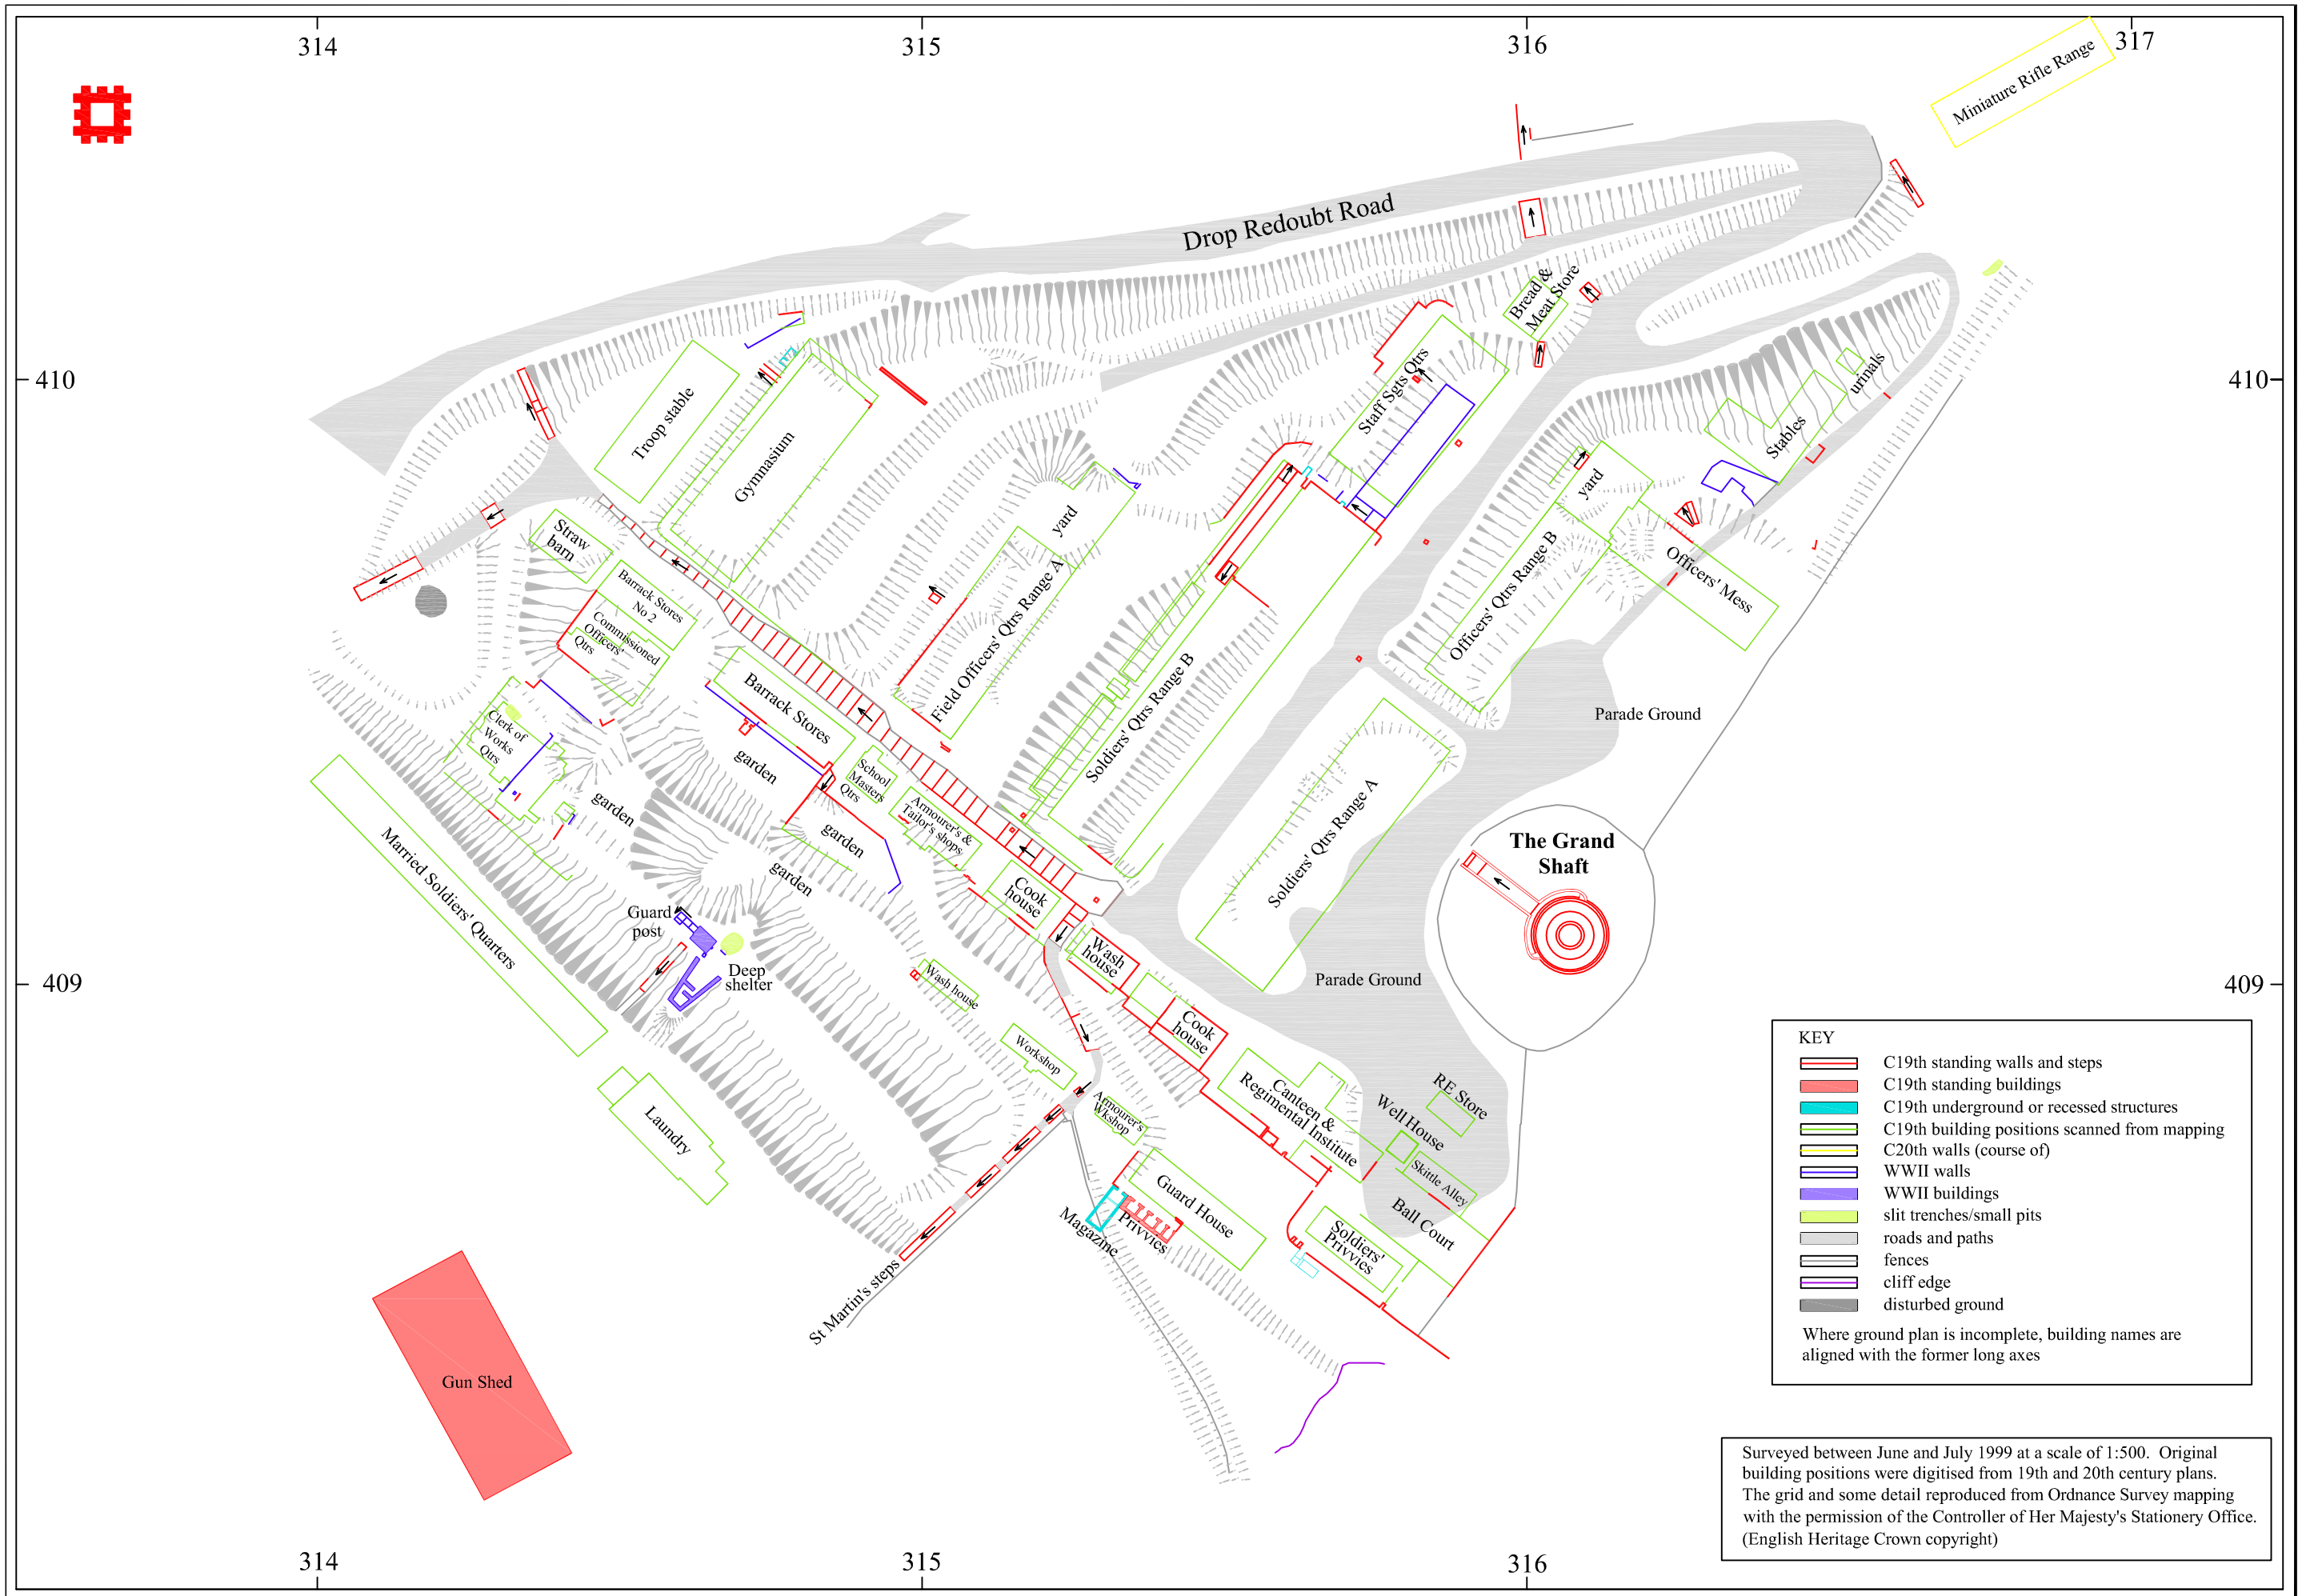 314
315
316
317
Miniature Rifle Range
Drop Redoubt Road
410
410
Bread &
Meat Store
Staff Sgts Qtrs
urinals
Stables
Troop stable
Gymnasium
yard
yard
Straw
barn
Barrack Stores
No 2
Commissioned
Officers'
Qtrs
Field Officers' Qtrs Range A
Officers' Qtrs Range B
Officers' Mess
Soldiers' Qtrs Range B
Barrack Stores
Clerk of
Works
Qtrs
Parade Ground
garden
School
Masters
Qtrs
garden
garden
garden
Armourer's &
Tailor's shops
Soldiers' Qtrs Range A
The Grand
Shaft
Married Soldiers' Quarters
Cook
house
Guard
post
Deep
shelter
Wash
house
Wash house
Parade Ground
409
409
Cook
house
Workshop
Canteen &
Regimental Institute
RE Store
Well House
Armourer's
Wkshop
Laundry
Skittle Alley
Guard House
Ball Court
Magazine
Privvies
Soldiers'
Privvies
St Martin's steps
Gun Shed
KEY
C19th standing walls and steps
C19th standing buildings
C19th underground or recessed structures
C19th building positions scanned from mapping
C20th walls (course of)
WWII walls
WWII buildings
slit trenches/small pits
roads and paths
fences
cliff edge
disturbed ground
Where ground plan is incomplete, building names are
aligned with the former long axes
Surveyed between June and July 1999 at a scale of 1:500. Original
building positions were digitised from 19th and 20th century plans.
The grid and some detail reproduced from Ordnance Survey mapping
with the permission of the Controller of Her Majesty's Stationery Office.
(English Heritage Crown copyright)
314
315
316